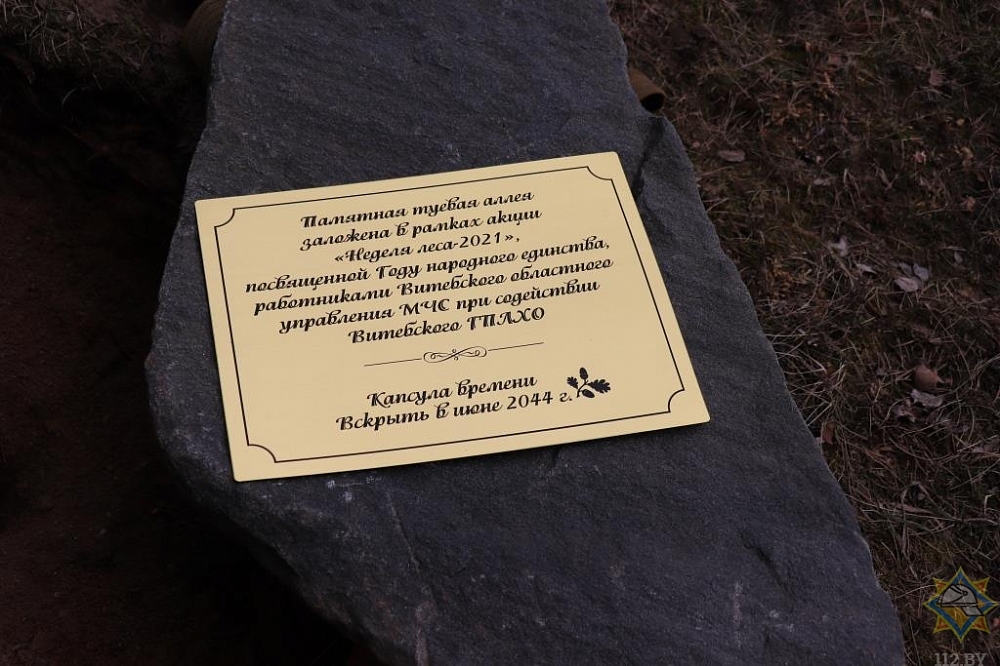 Памятная туевая аллея
заложена в рамках акции
«Неделя леса-2021»,
посвященной Году народного единства,
работниками Витебского областного
управления МЧС при содействии
Витебского ГПЛХО
Капсула времени
Вскрыть в июне 2044 г.
112.BY